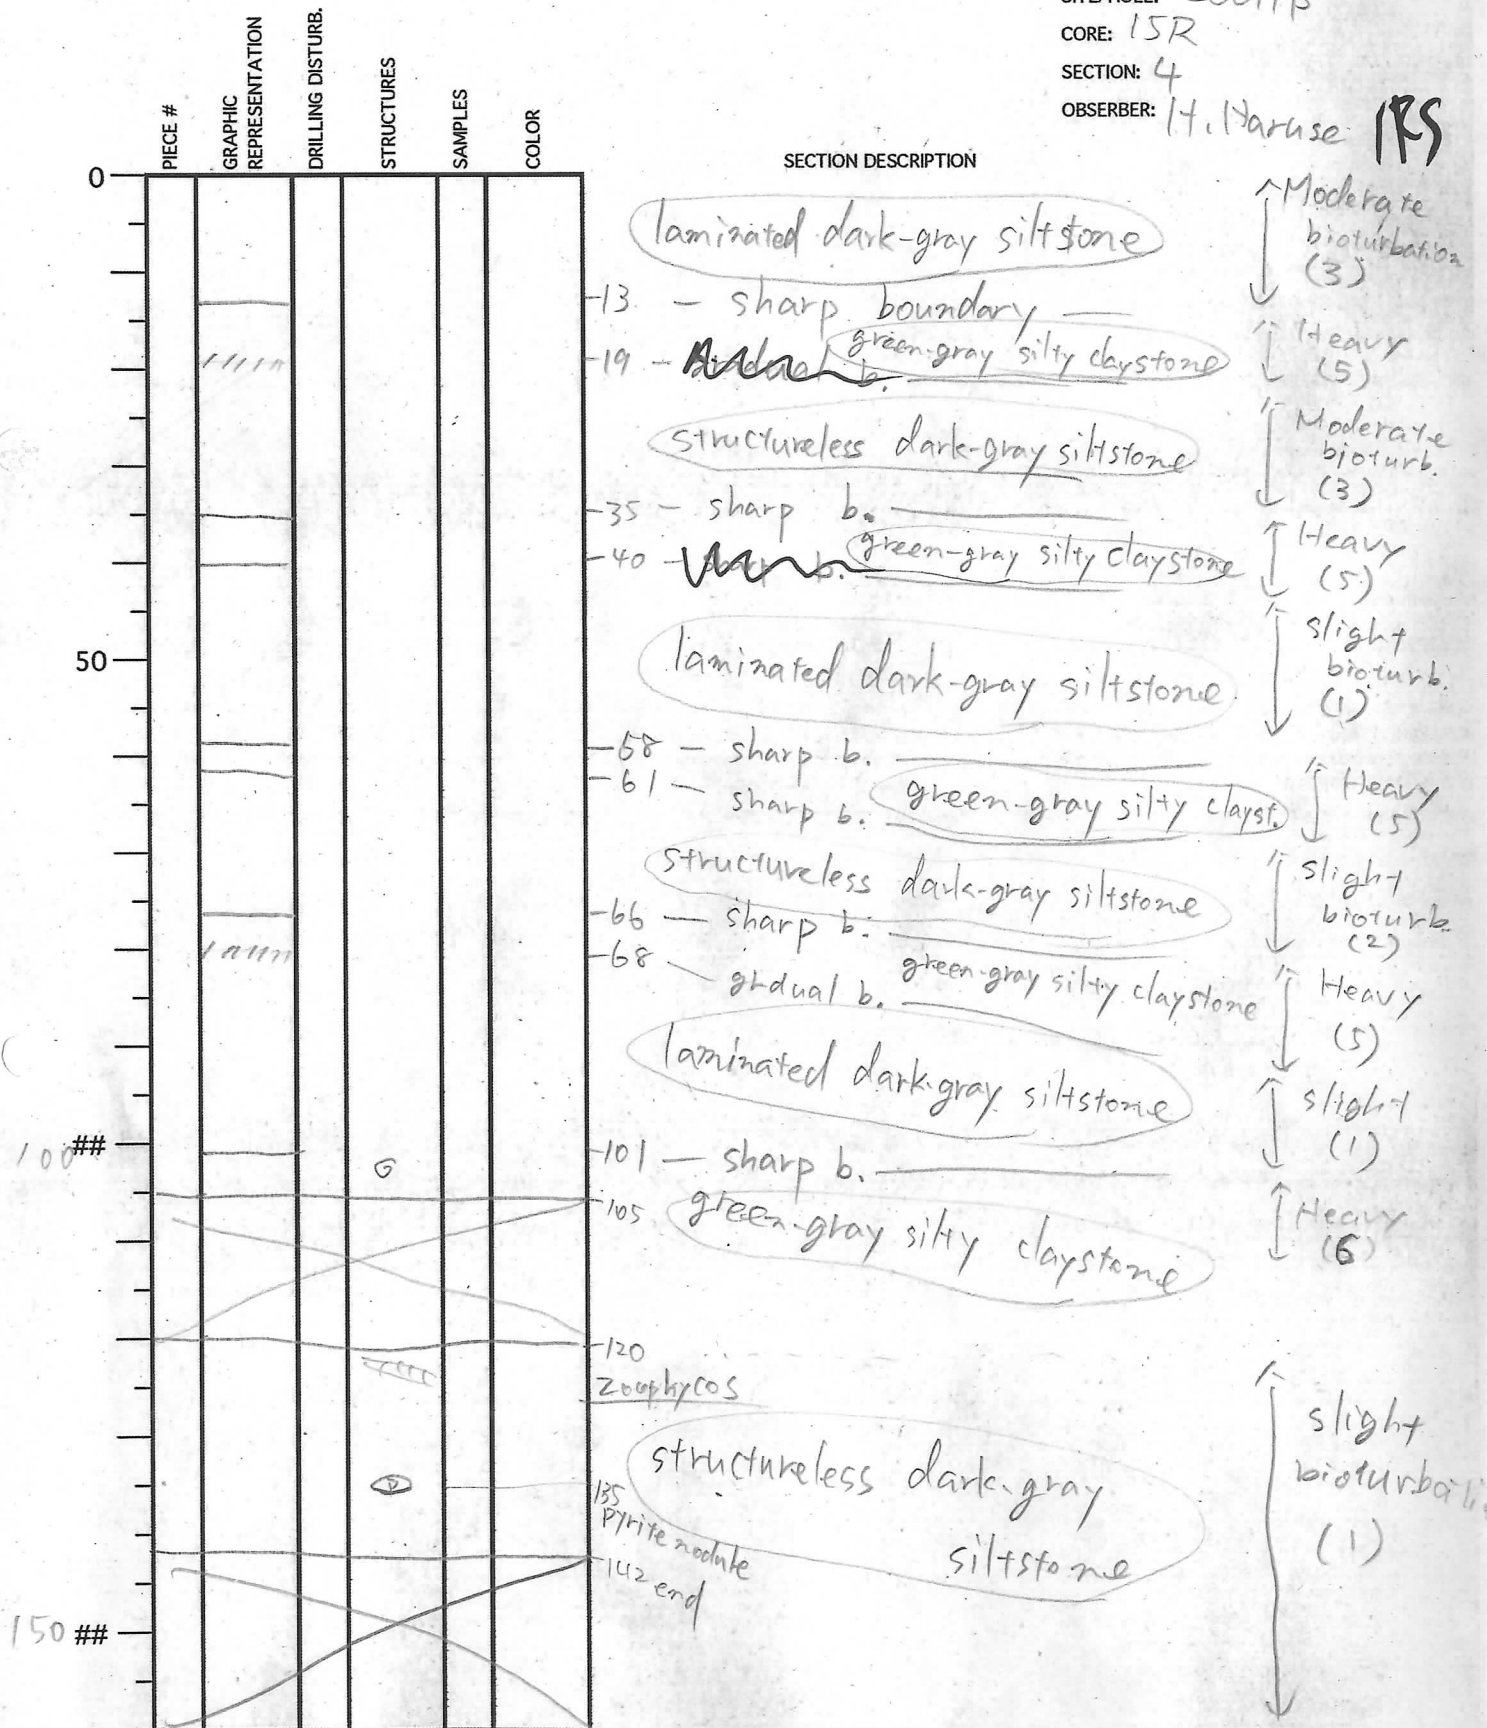 CORE: 15R
SECTION: 4
OBSERBER: H. Naruse
PIECE #
GRAPHIC
REPRESENTATION
DRILLING DISTURB.
STRUCTURES
SAMPLES
COLOR
SECTION DESCRIPTION
0
laminated dark-gray siltstone
Moderate
bioturbation
(3)
13 - sharp boundary
19 - b. green-gray silty claystone
Heavy
(5)
structureless dark-gray siltstone
Moderate
bioturb.
(3)
35 - sharp b.
40 - b. green-gray silty claystone
Heavy
(5)
50
laminated dark-gray siltstone
slight
bioturb.
(1)
58 - sharp b.
61 - sharp b. green-gray silty clayst.
Heavy
(5)
structureless dark-gray siltstone
slight
bioturb.
(2)
66 - sharp b.
68 - grdual b. green-gray silty claystone
Heavy
(5)
laminated dark-gray siltstone
slight
(1)
100 ##
101 - sharp b.
105 green-gray silty claystone
Heavy
(6)
120
Zoophycos
structureless dark-gray
siltstone
slight
bioturbati
(1)
135
pyrite nodule
142 end
150 ##